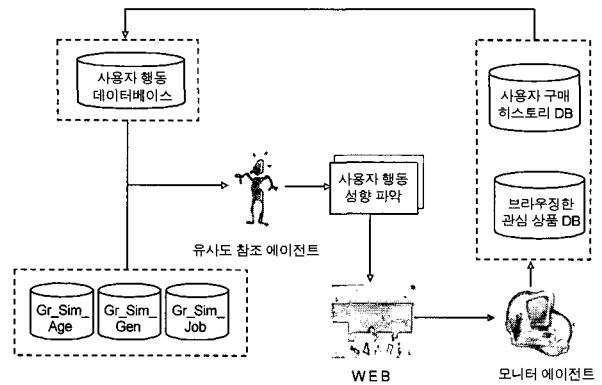 사용자 행동
데이터베이스
사용자 구매
히스토리 DB
사용자 행동
성향 파악
브라우징한
관심 상품 DB
유사도 참조 에이전트
Gr_Sim_
Age
Gr_Sim_
Gen
Gr_Sim_
Job
WEB
모니터 에이전트